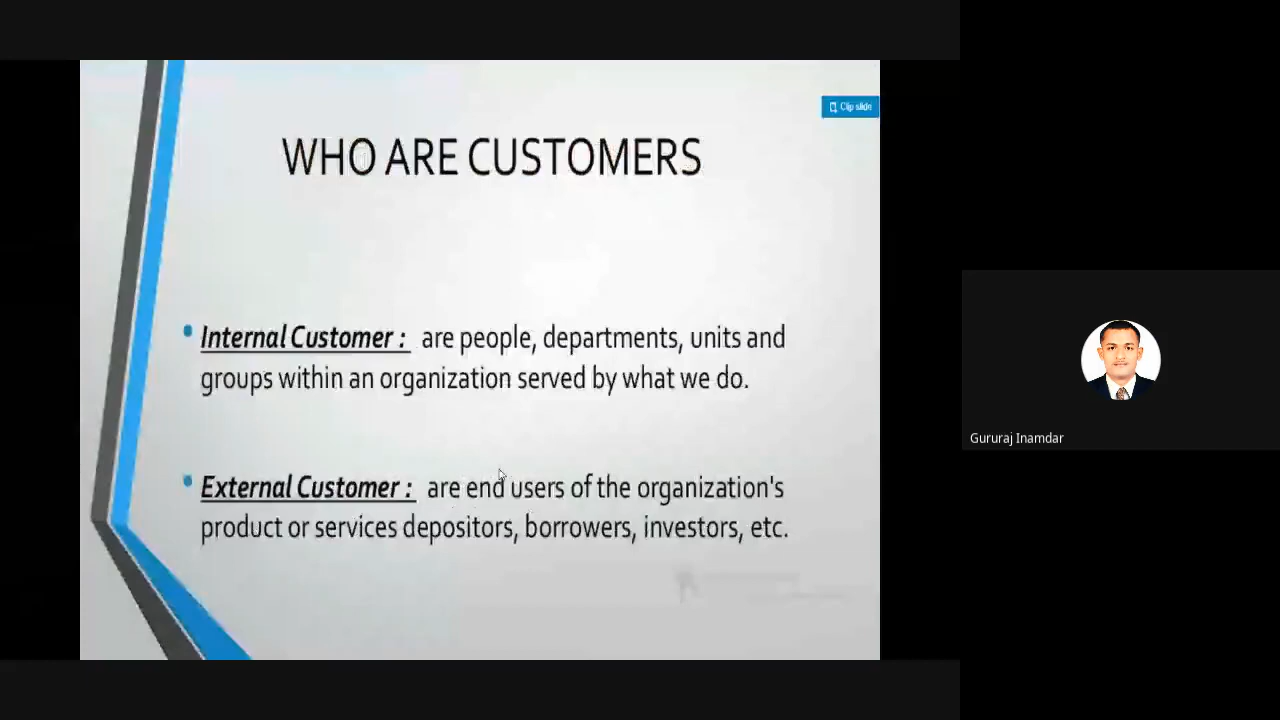 Clip slide
WHO ARE CUSTOMERS
Internal Customer : are people, departments, units and
groups within an organization served by what we do.
External Customer : are end users of the organization's
product or services depositors, borrowers, investors, etc.
Gururaj Inamdar